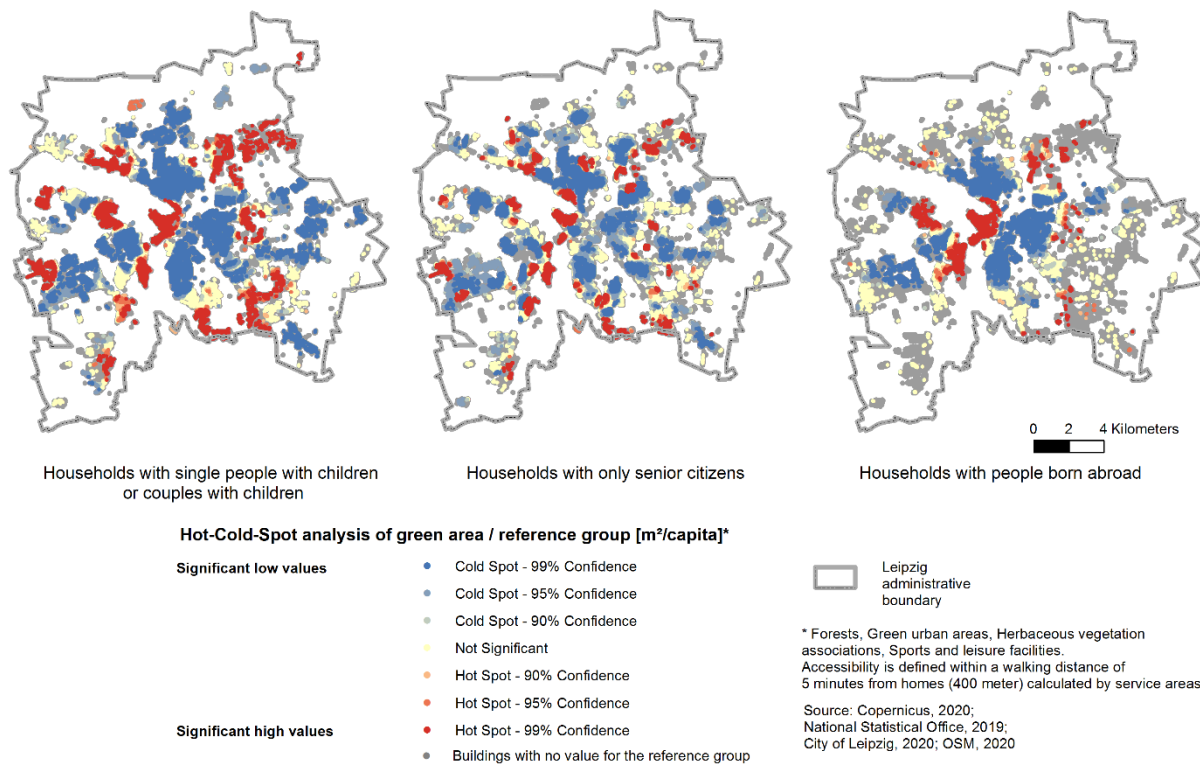 0 2 4 Kilometers
Households with single people with children
or couples with children
Households with only senior citizens
Households with people born abroad
Hot-Cold-Spot analysis of green area / reference group [m²/capita]*
Significant low values
Cold Spot - 99% Confidence
Cold Spot - 95% Confidence
Cold Spot - 90% Confidence
Not Significant
Hot Spot - 90% Confidence
Hot Spot - 95% Confidence
Significant high values
Hot Spot - 99% Confidence
Buildings with no value for the reference group
Leipzig
administrative
boundary
* Forests, Green urban areas, Herbaceous vegetation
associations, Sports and leisure facilities.
Accessibility is defined within a walking distance of
5 minutes from homes (400 meter) calculated by service areas
Source: Copernicus, 2020;
National Statistical Office, 2019;
City of Leipzig, 2020; OSM, 2020